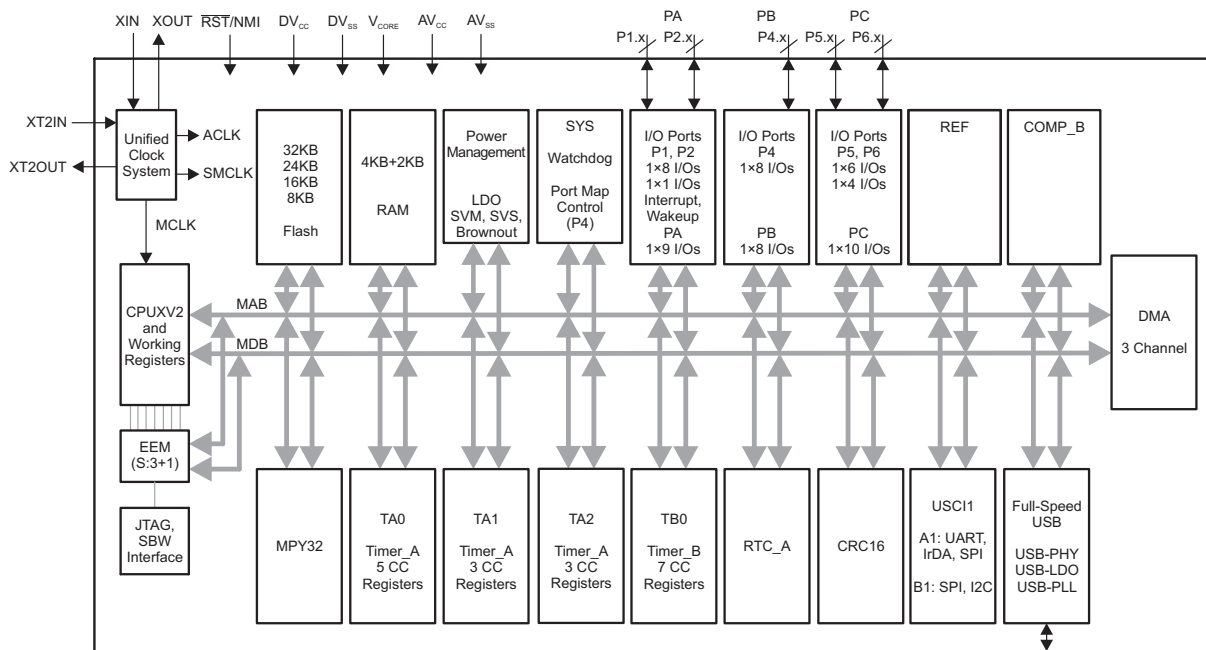 XIN
XOUT
RST/NMI
DVCC
DVSS
VCORE
AVCC
AVSS
PA
P1.x
P2.x
PB
P4.x
PC
P5.x
P6.x
XT2IN
XT2OUT
Unified
Clock
System
ACLK
SMCLK
MCLK
32KB
24KB
16KB
8KB
Flash
4KB+2KB
RAM
Power
Management
LDO
SVM, SVS,
Brownout
SYS
Watchdog
Port Map
Control
(P4)
I/O Ports
P1, P2
1×8 I/Os
1×1 I/Os
Interrupt,
Wakeup
PA
1×9 I/Os
I/O Ports
P4
1×8 I/Os
PB
1×8 I/Os
I/O Ports
P5, P6
1×6 I/Os
1×4 I/Os
PC
1×10 I/Os
REF
COMP_B
CPUXV2
and
Working
Registers
MAB
MDB
DMA
3 Channel
EEM
(S:3+1)
JTAG,
SBW
Interface
MPY32
TA0
Timer_A
5 CC
Registers
TA1
Timer_A
3 CC
Registers
TA2
Timer_A
3 CC
Registers
TB0
Timer_B
7 CC
Registers
RTC_A
CRC16
USCI1
A1: UART,
IrDA, SPI
B1: SPI, I2C
Full-Speed
USB
USB-PHY
USB-LDO
USB-PLL